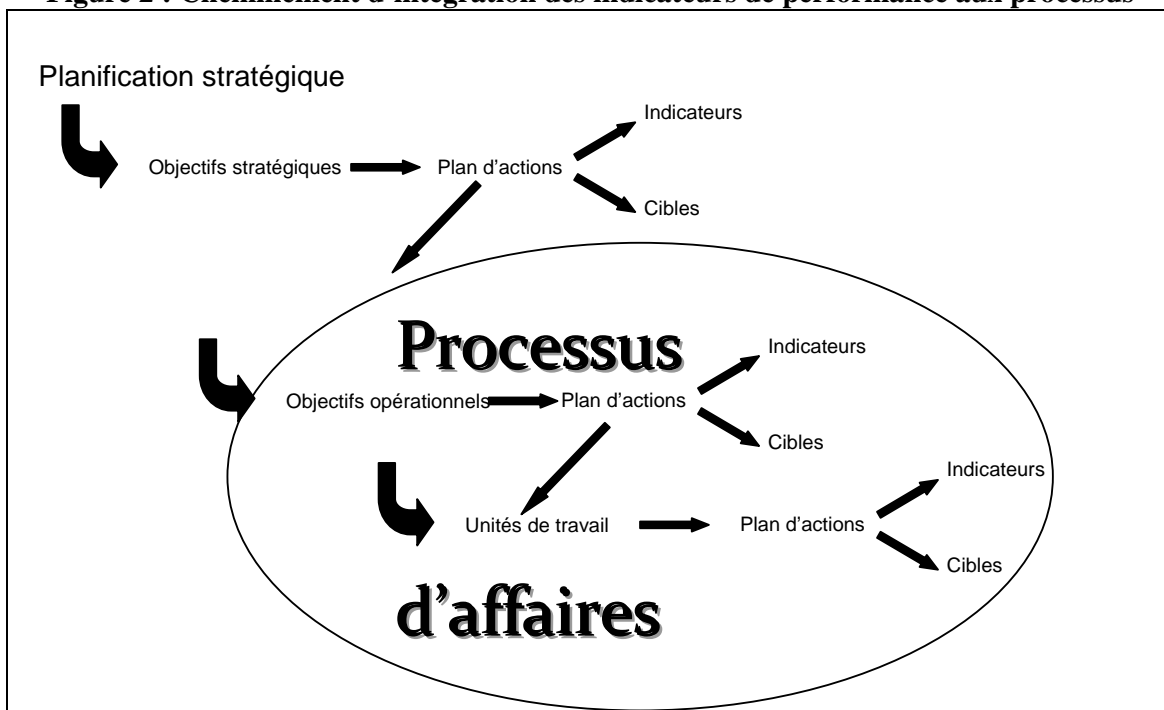 Figure 2 : Cheminement d'intégration des indicateurs de performance aux processus
Planification stratégique
Indicateurs
Objectifs stratégiques
Plan d'actions
Cibles
Processus
Indicateurs
Objectifs opérationnels
Plan d'actions
Cibles
Indicateurs
Unités de travail
Plan d'actions
Cibles
d'affaires